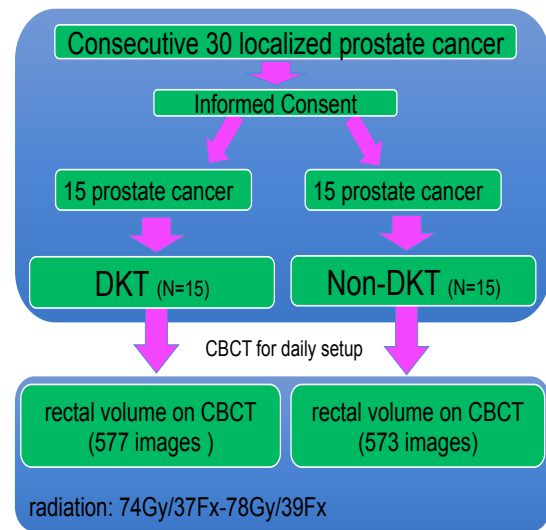 Consecutive 30 localized prostate cancer
Informed Consent
15 prostate cancer
15 prostate cancer
DKT (N=15)
Non-DKT (N=15)
CBCT for daily setup
rectal volume on CBCT
(577 images )
rectal volume on CBCT
(573 images)
radiation: 74Gy/37Fx-78Gy/39Fx